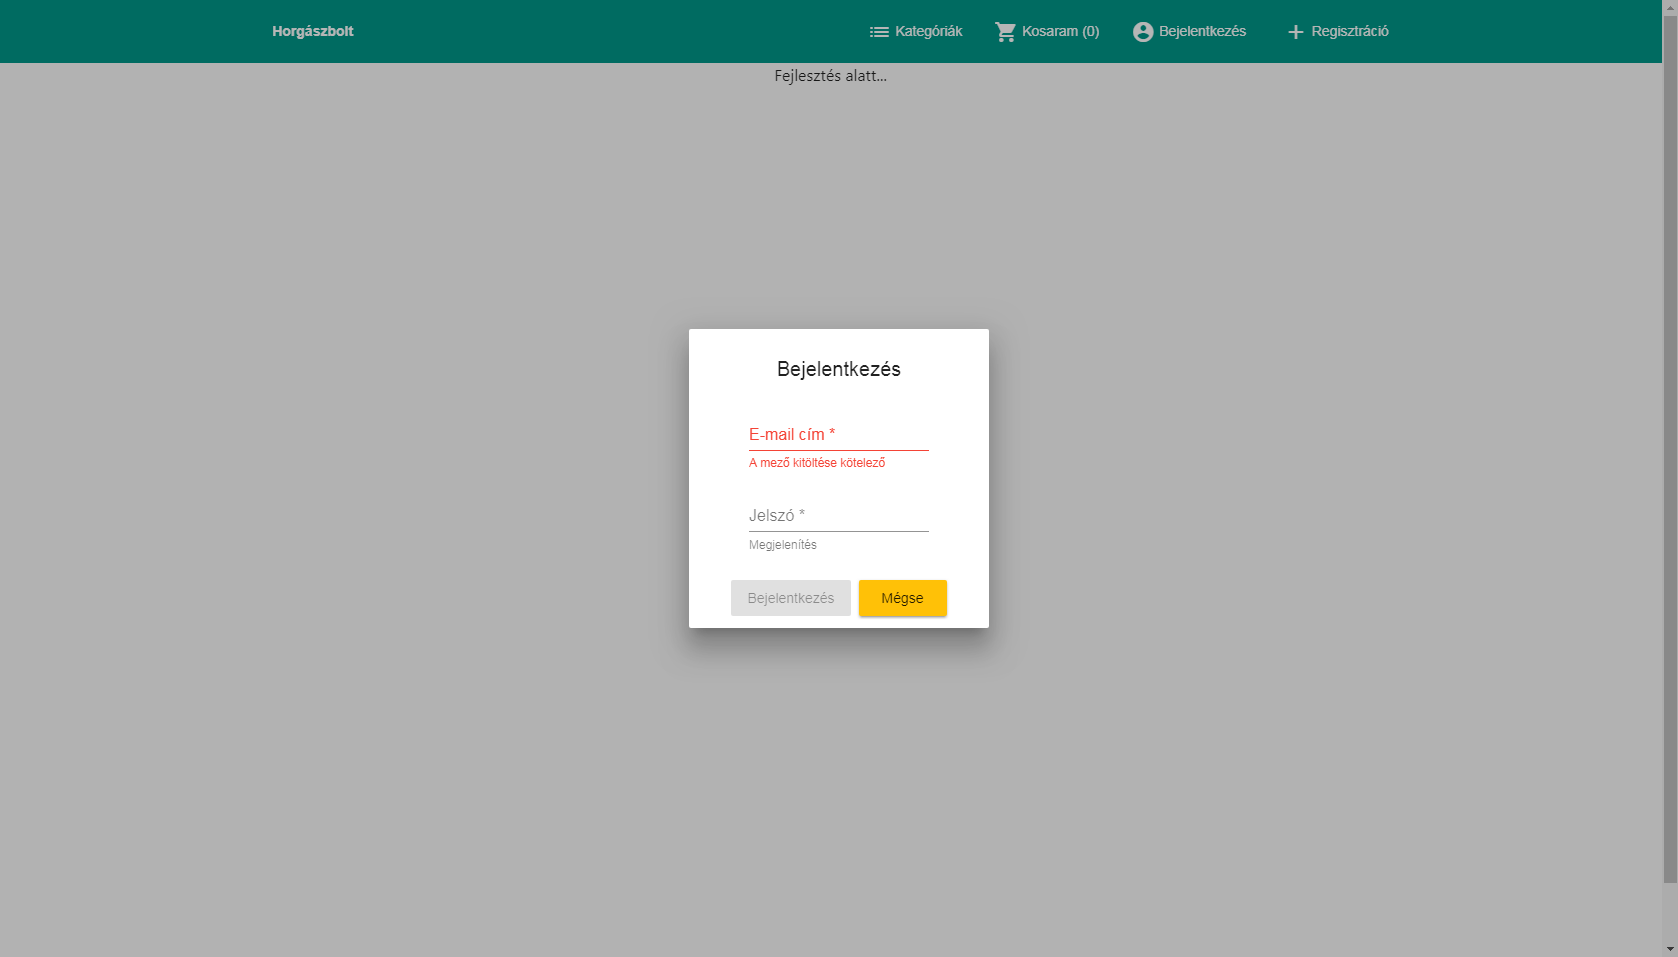 Horgászbolt
Kategóriák
Kosaram (0)
Bejelentkezés
Regisztráció
Fejlesztés alatt...
Bejelentkezés
E-mail cím *
A mező kitöltése kötelező
Jelszó *
Megjelenítés
Bejelentkezés
Mégse